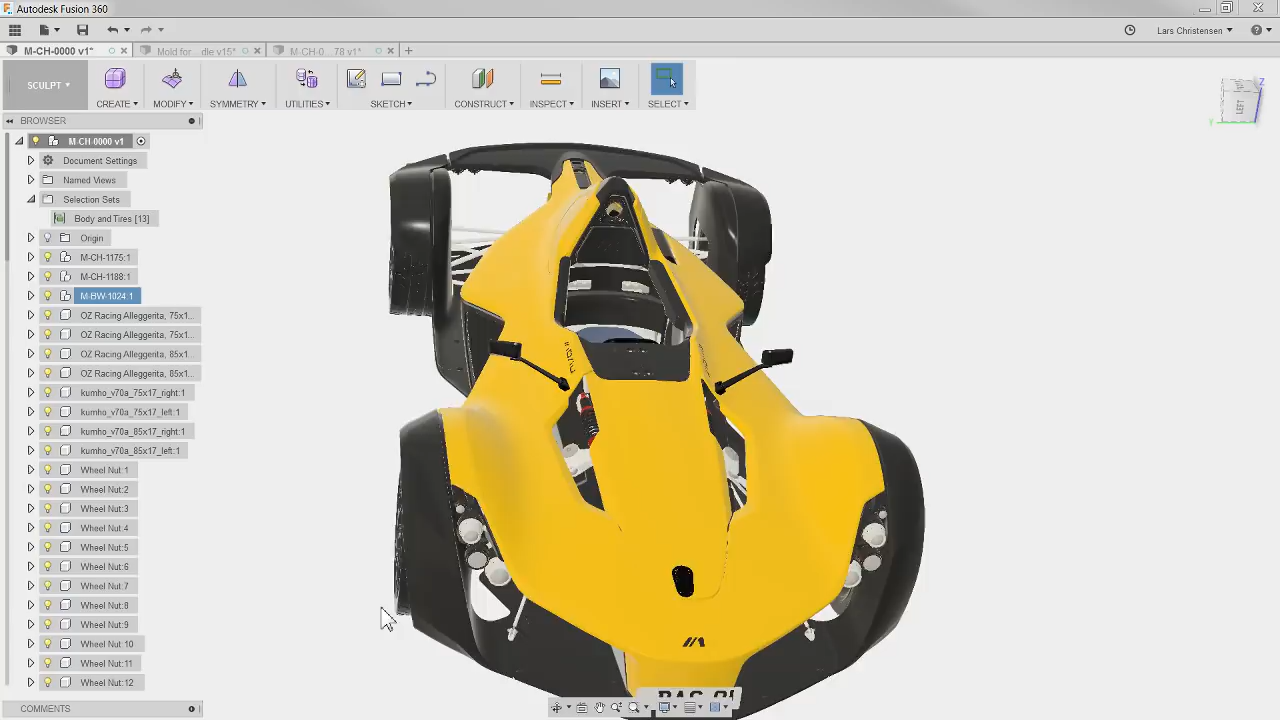 Autodesk Fusion 360
Lars Christensen
M-CH-0000 v1*
Mold for ...dle v15*
M-CH-0 ...78 v1*
SCULPT
CREATE
MODIFY
SYMMETRY
UTILITIES
SKETCH
CONSTRUCT
INSPECT
INSERT
SELECT
BROWSER
M-CH-0000 v1
Document Settings
Named Views
Selection Sets
Body and Tires [13]
Origin
M-CH-1175:1
M-CH-1188:1
M-BW-1024:1
OZ Racing Alleggerita, 75x1...
OZ Racing Alleggerita, 75x1...
OZ Racing Alleggerita, 85x1...
OZ Racing Alleggerita, 85x1...
kumho_v70a_75x17_right:1
kumho_v70a_75x17_left:1
kumho_v70a_85x17_right:1
kumho_v70a_85x17_left:1
Wheel Nut:1
Wheel Nut:2
Wheel Nut:3
Wheel Nut:4
Wheel Nut:5
Wheel Nut:6
Wheel Nut:7
Wheel Nut:8
Wheel Nut:9
Wheel Nut:10
Wheel Nut:11
Wheel Nut:12
COMMENTS
LEFT
Z
Y